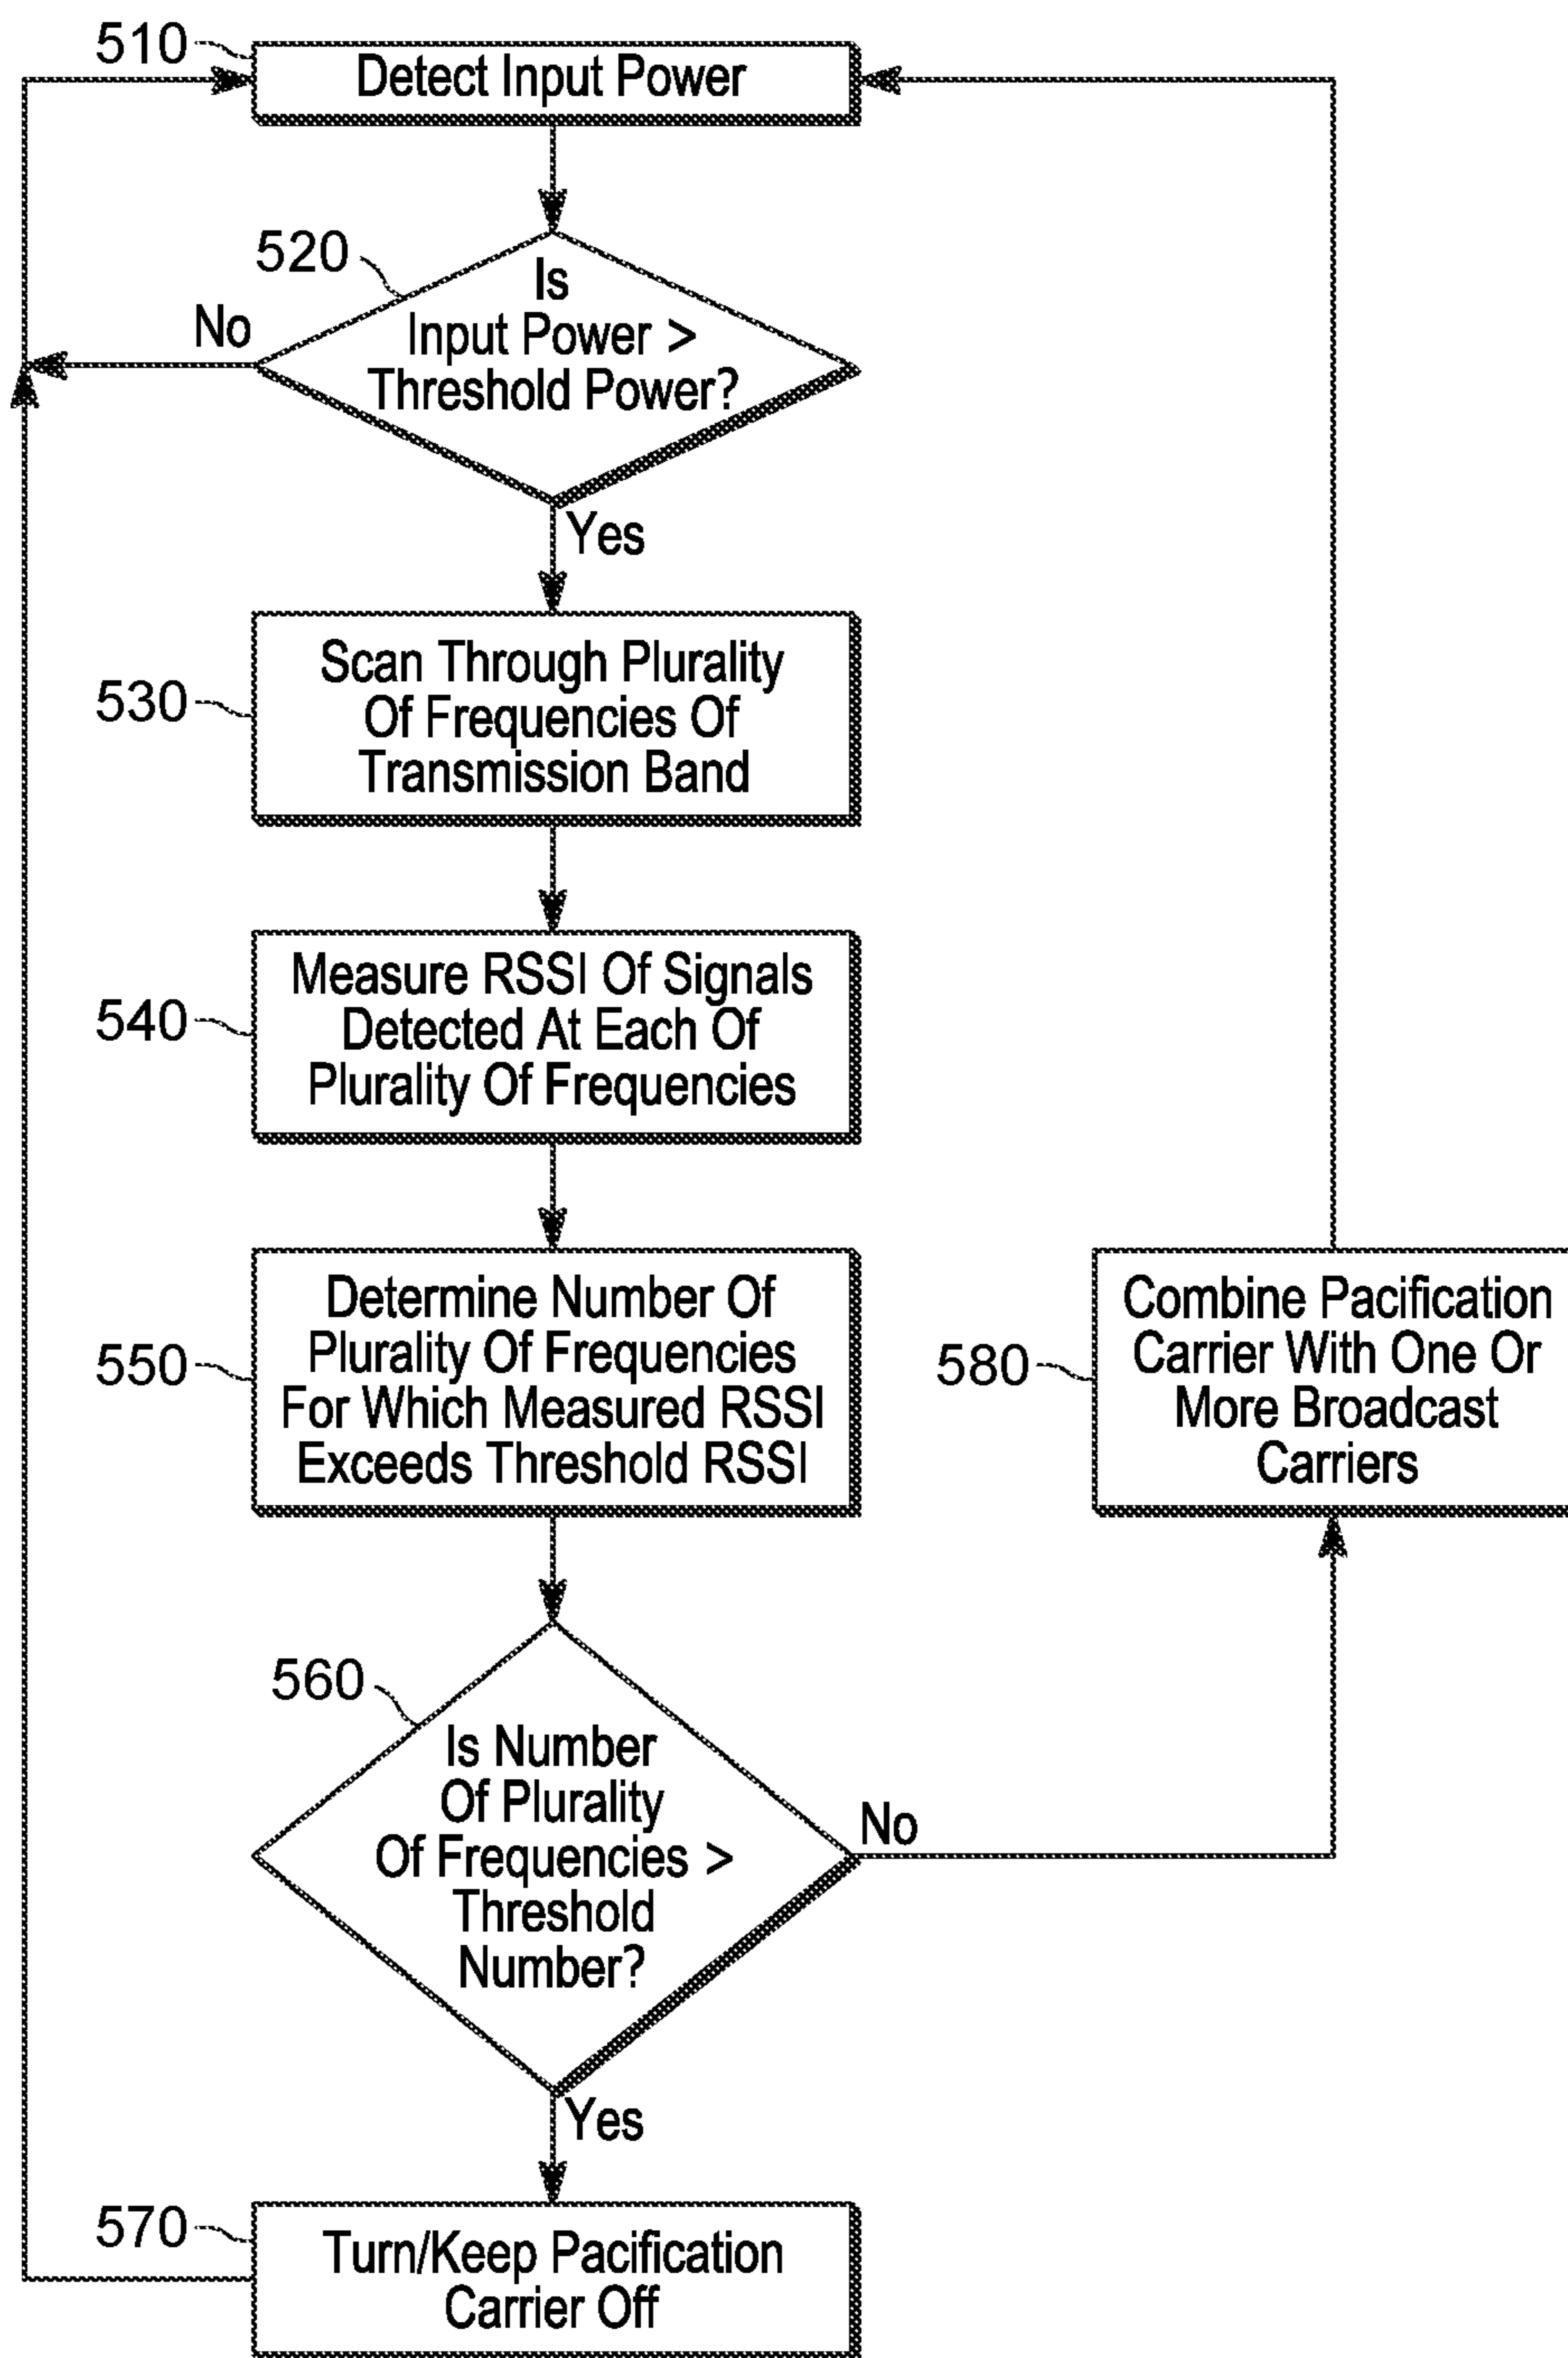 510
Detect Input Power
520
Is
Input Power >
Threshold Power?
No
Yes
530
Scan Through Plurality
Of Frequencies Of
Transmission Band
540
Measure RSSI Of Signals
Detected At Each Of
Plurality Of Frequencies
550
Determine Number Of
Plurality Of Frequencies
For Which Measured RSSI
Exceeds Threshold RSSI
580
Combine Pacification
Carrier With One Or
More Broadcast
Carriers
560
Is Number
Of Plurality
Of Frequencies >
Threshold
Number?
No
Yes
570
Turn/Keep Pacification
Carrier Off